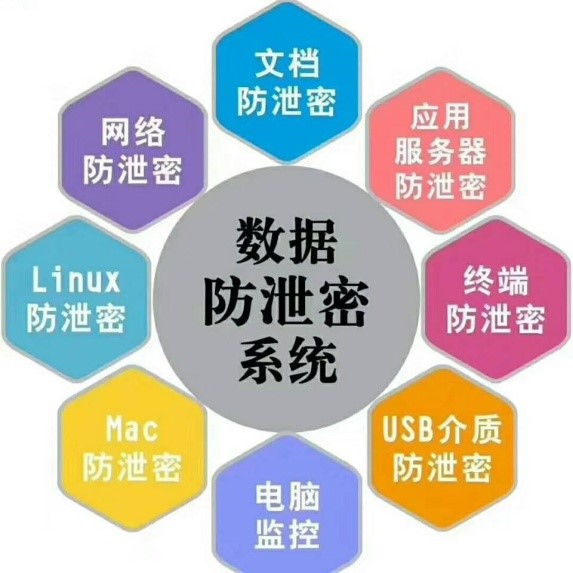 文档
防泄密
应用
服务器
防泄密
终端
防泄密
USB介质
防泄密
电脑
监控
Mac
防泄密
Linux
防泄密
网络
防泄密
数据
防泄密
系统